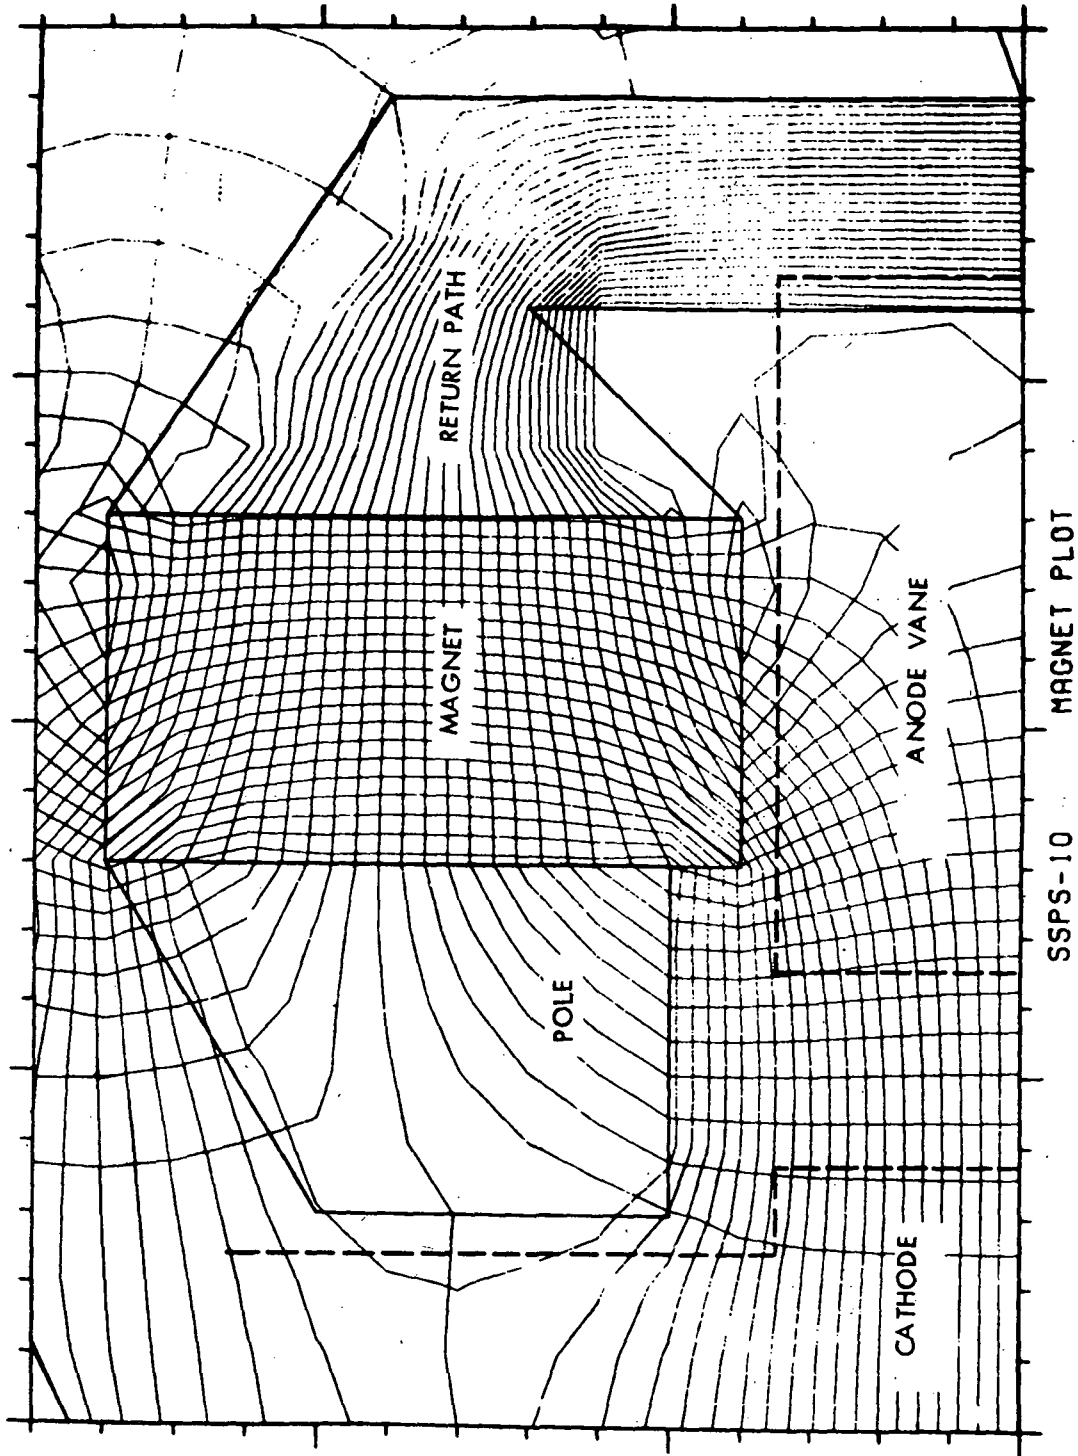 RETURN PATH
MAGNET
POLE
ANODE VANE
CATHODE
SSPS-10 MAGNET PLOT